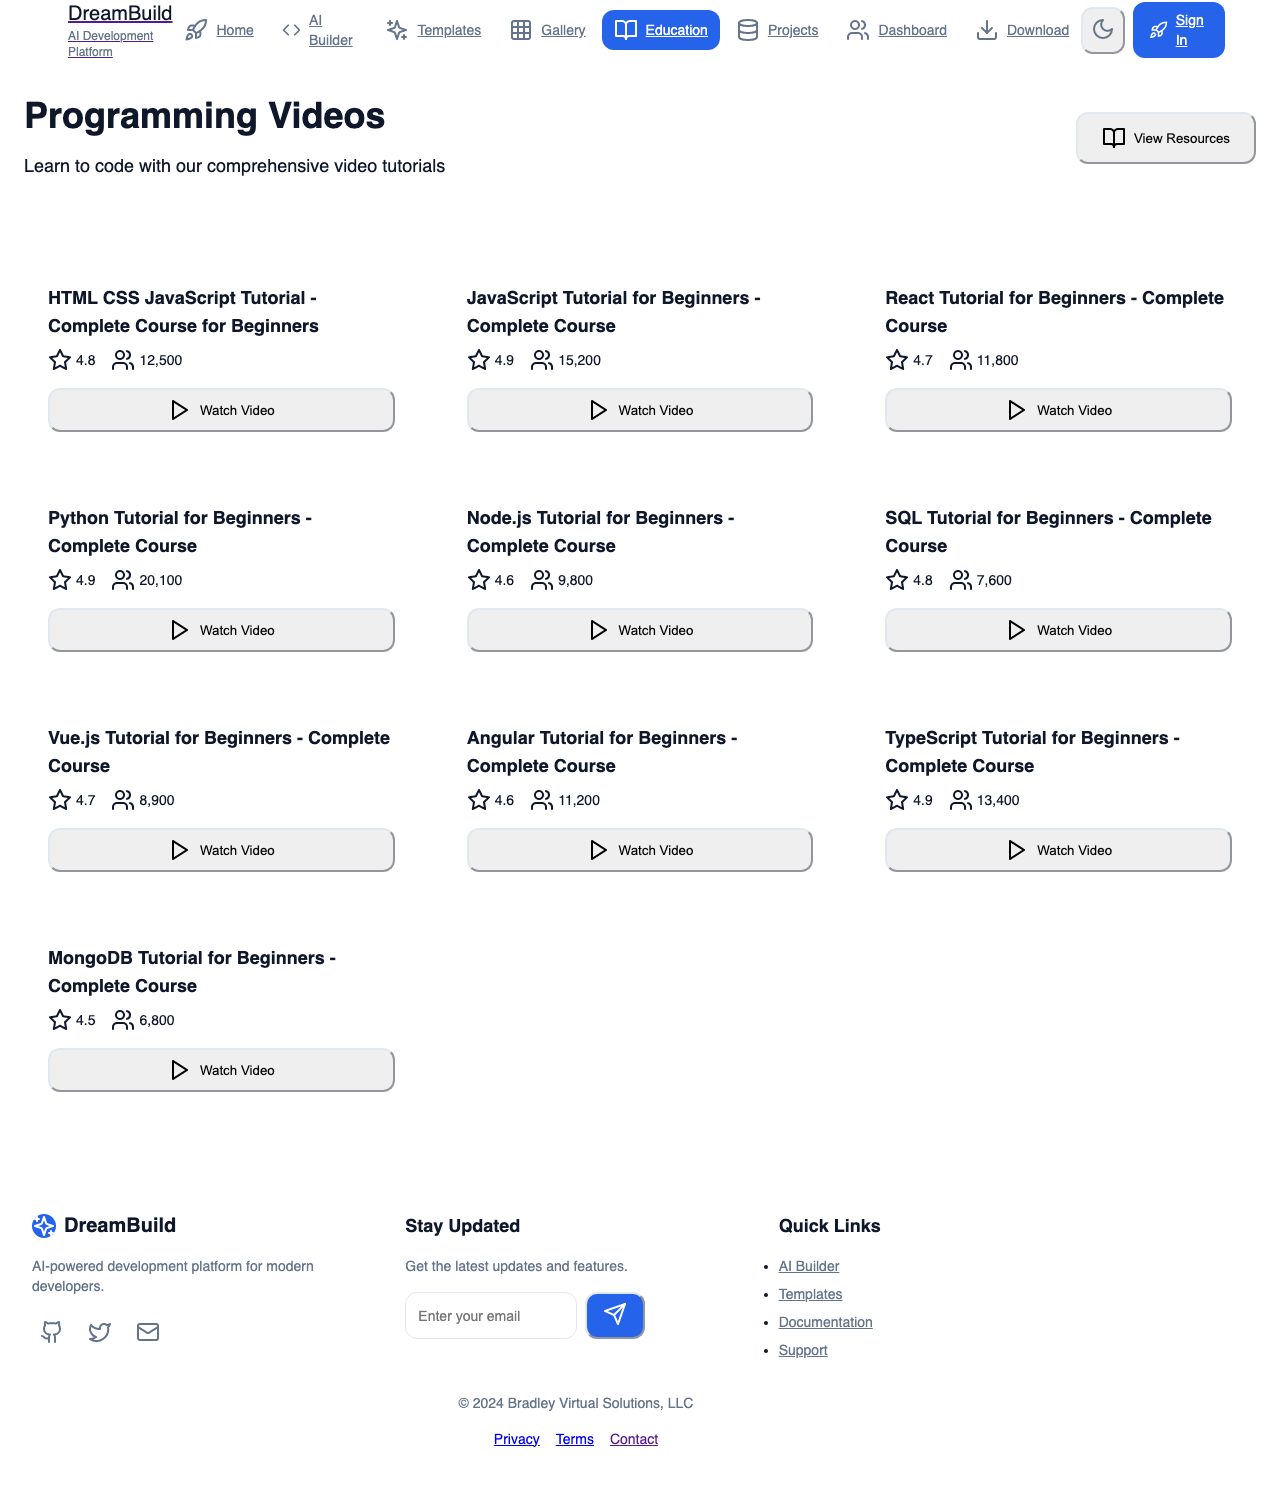 DreamBuild
AI Development
Platform
Home
AI
Builder
Templates
Gallery
Education
Projects
Dashboard
Download
Sign
In
Programming Videos
Learn to code with our comprehensive video tutorials
View Resources
HTML CSS JavaScript Tutorial -
Complete Course for Beginners
4.8 12,500
Watch Video
JavaScript Tutorial for Beginners -
Complete Course
4.9 15,200
Watch Video
React Tutorial for Beginners - Complete
Course
4.7 11,800
Watch Video
Python Tutorial for Beginners -
Complete Course
4.9 20,100
Watch Video
Node.js Tutorial for Beginners -
Complete Course
4.6 9,800
Watch Video
SQL Tutorial for Beginners - Complete
Course
4.8 7,600
Watch Video
Vue.js Tutorial for Beginners - Complete
Course
4.7 8,900
Watch Video
Angular Tutorial for Beginners -
Complete Course
4.6 11,200
Watch Video
TypeScript Tutorial for Beginners -
Complete Course
4.9 13,400
Watch Video
MongoDB Tutorial for Beginners -
Complete Course
4.5 6,800
Watch Video
DreamBuild
AI-powered development platform for modern
developers.
Stay Updated
Get the latest updates and features.
Enter your email
Quick Links
AI Builder
Templates
Documentation
Support
© 2024 Bradley Virtual Solutions, LLC
Privacy Terms Contact